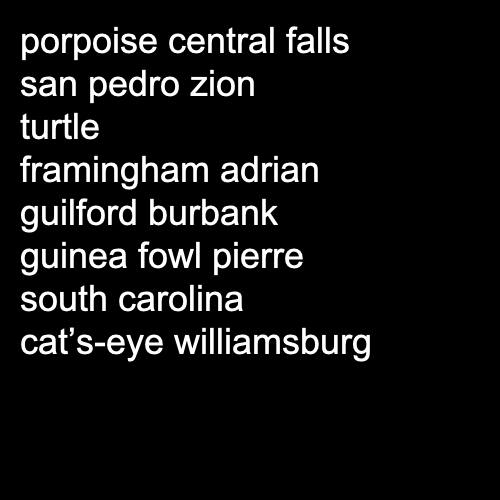 porpoise central falls
san pedro zion
turtle
framingham adrian
guilford burbank
guinea fowl pierre
south carolina
cat’s-eye williamsburg